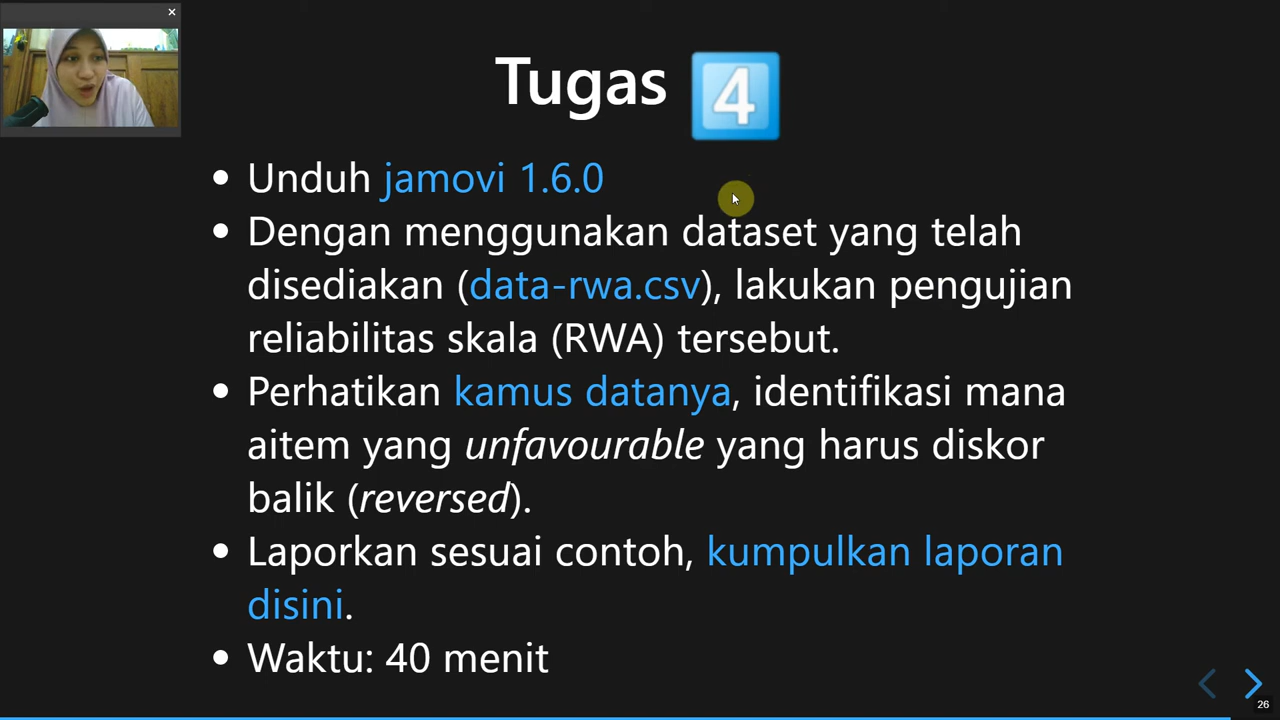 Tugas 4
• Unduh jamovi 1.6.0
• Dengan menggunakan dataset yang telah
disediakan (data-rwa.csv), lakukan pengujian
reliabilitas skala (RWA) tersebut.
• Perhatikan kamus datanya, identifikasi mana
aitem yang unfavourable yang harus diskor
balik (reversed).
• Laporkan sesuai contoh, kumpulkan laporan
disini.
• Waktu: 40 menit
26